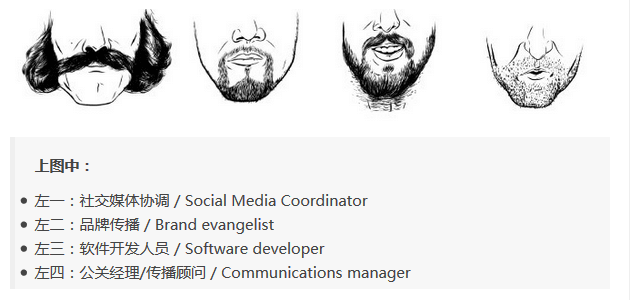 上图中：
左一：社交媒体协调 / Social Media Coordinator
左二：品牌传播 / Brand evangelist
左三：软件开发人员 / Software developer
左四：公关经理/传播顾问 / Communications manager